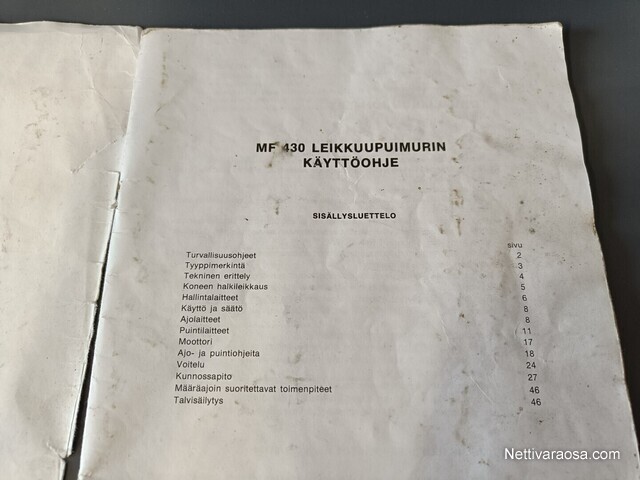 MF 430 LEIKKUUPUIMURIN
KÄYTTÖOHJE
SISÄLLYSLUETTELO
sivu
Turvallisuusohjeet 2
Tyyppimerkintä 3
Tekninen erittely 4
Koneen halkileikkaus 5
Hallintalaitteet 6
Käyttö ja säätö 8
Ajolaitteet 8
Puintilaitteet 11
Moottori 17
Ajo- ja puintiohjeita 18
Voitelu 24
Kunnossapito 27
Määräajoin suoritettavat toimenpiteet 46
Talvisäilytys 46
Nettivaraosa.com